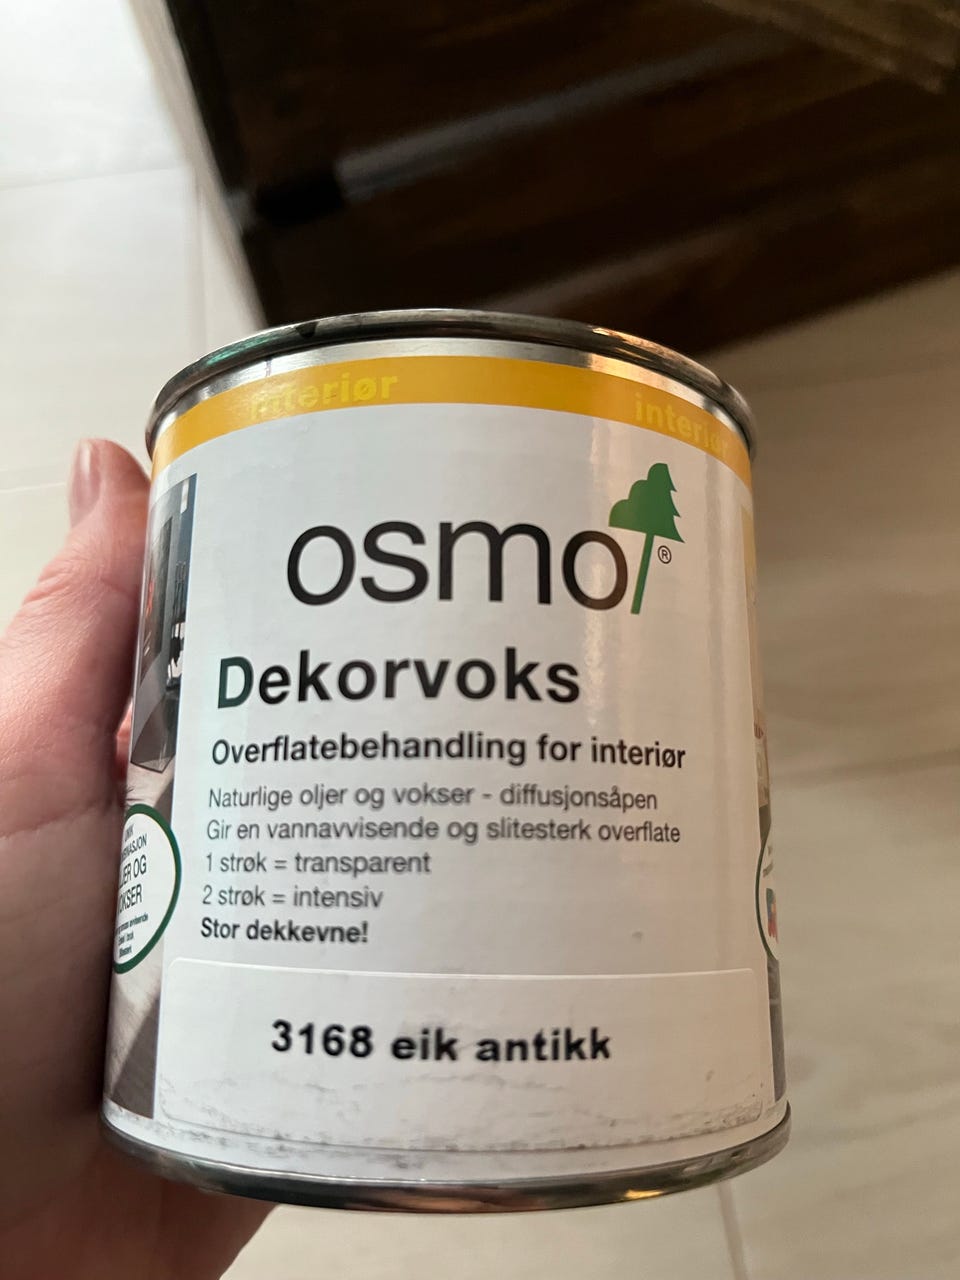 interiør interiør
osmo®
Dekorvoks
Overflatebehandling for interiør
Naturlige oljer og vokser - diffusjonsåpen
Gir en vannavvisende og slitesterk overflate
1 strøk = transparent
2 strøk = intensiv
Stor dekkevne!
OG
3168 eik antikk